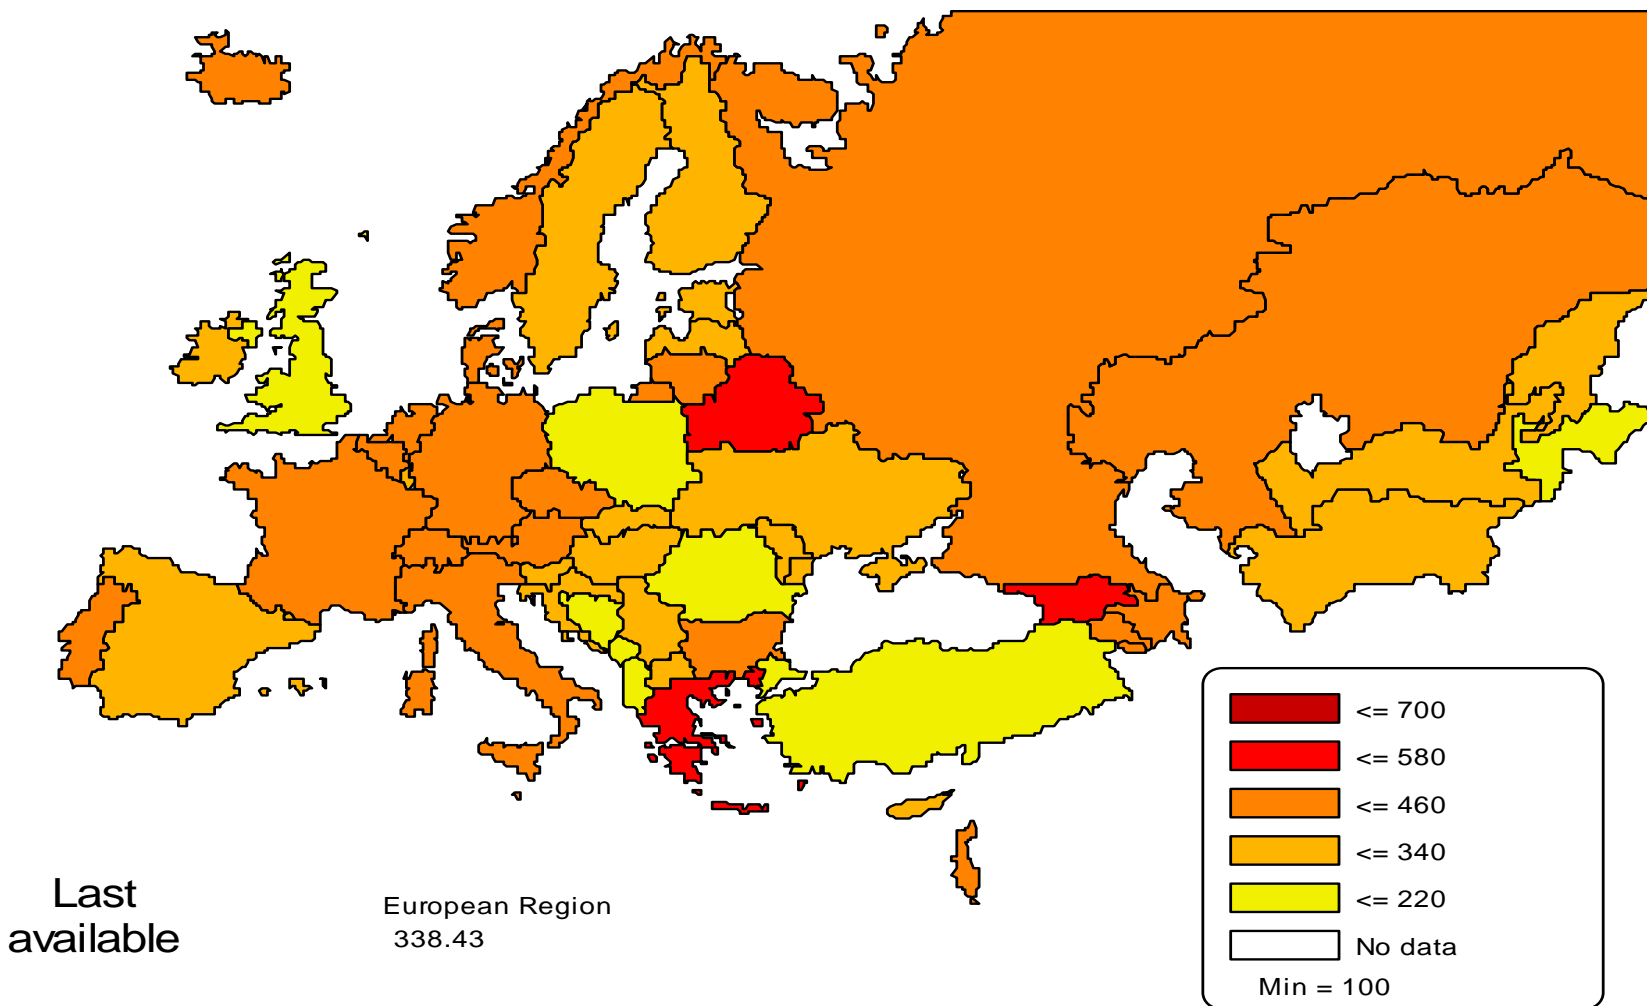 <= 700
<= 580
<= 460
<= 340
<= 220
No data
Min = 100
Last
available
European Region
338.43